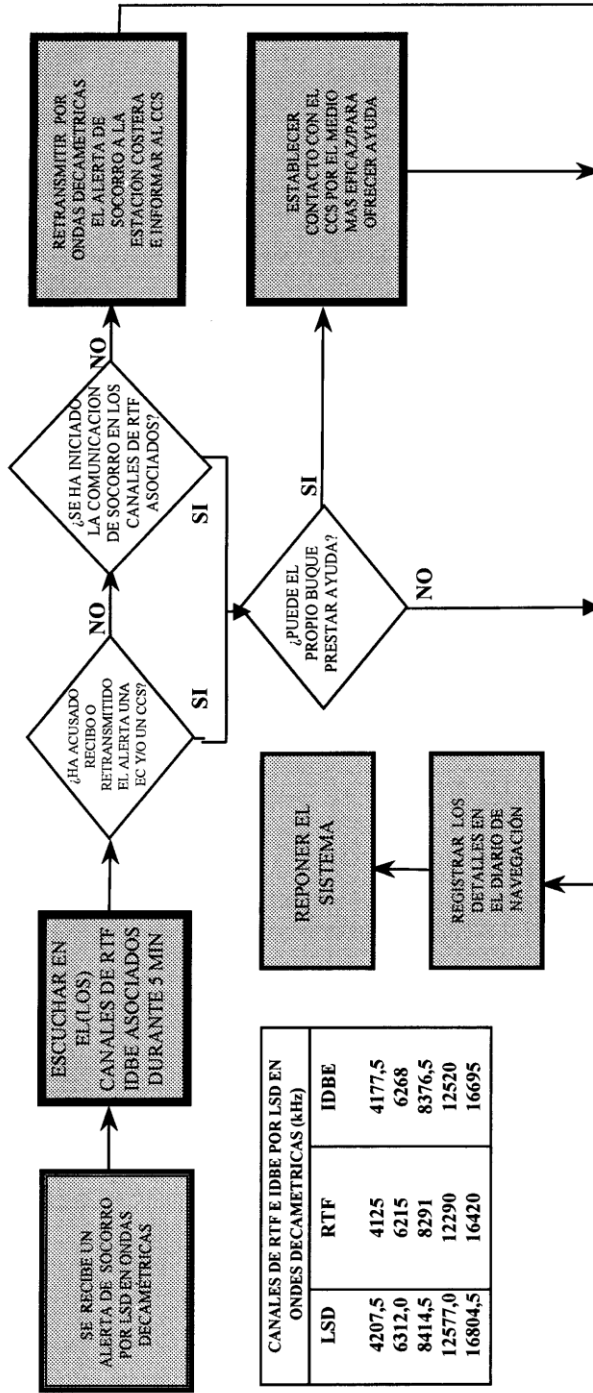 SE RECIBE UN
ALERTA DE SOCORRO
POR LSD EN ONDAS
DECAMÉTRICAS
ESCUCHAR EN
EL(LOS)
CANALES DE RTF
IDBE ASOCIADOS
DURANTE 5 MIN
¿HA ACUSADO
RECIBO O
RETRANSMITIDO
EL ALERTA UNA
EC Y/O UN CCS?
NO
SI
¿SE HA INICIADO
LA COMUNICACION
DE SOCORRO EN LOS
CANALES DE RTF
ASOCIADOS?
NO
SI
RETRANSMITIR POR
ONDAS DECAMETRICAS
EL ALERTA DE
SOCORRO A LA
ESTACIÓN COSTERA
E INFORMAR AL CCS
¿PUEDE EL
PROPIO BUQUE
PRESTAR AYUDA?
SI
NO
ESTABLECER
CONTACTO CON EL
CCS POR EL MEDIO
MAS EFICAZ/PARA
OFRECER AYUDA
REPONER EL
SISTEMA
REGISTRAR LOS
DETALLES EN
EL DIARIO DE
NAVEGACIÓN
CANALES DE RTF E IDBE POR LSD EN
ONDES DECAMETRICAS (kHz)
LSD RTF IDBE
4207,5 4125 4177,5
6312,0 6215 6268
8414,5 8291 8376,5
12577,0 12290 12520
16804,5 16420 16695